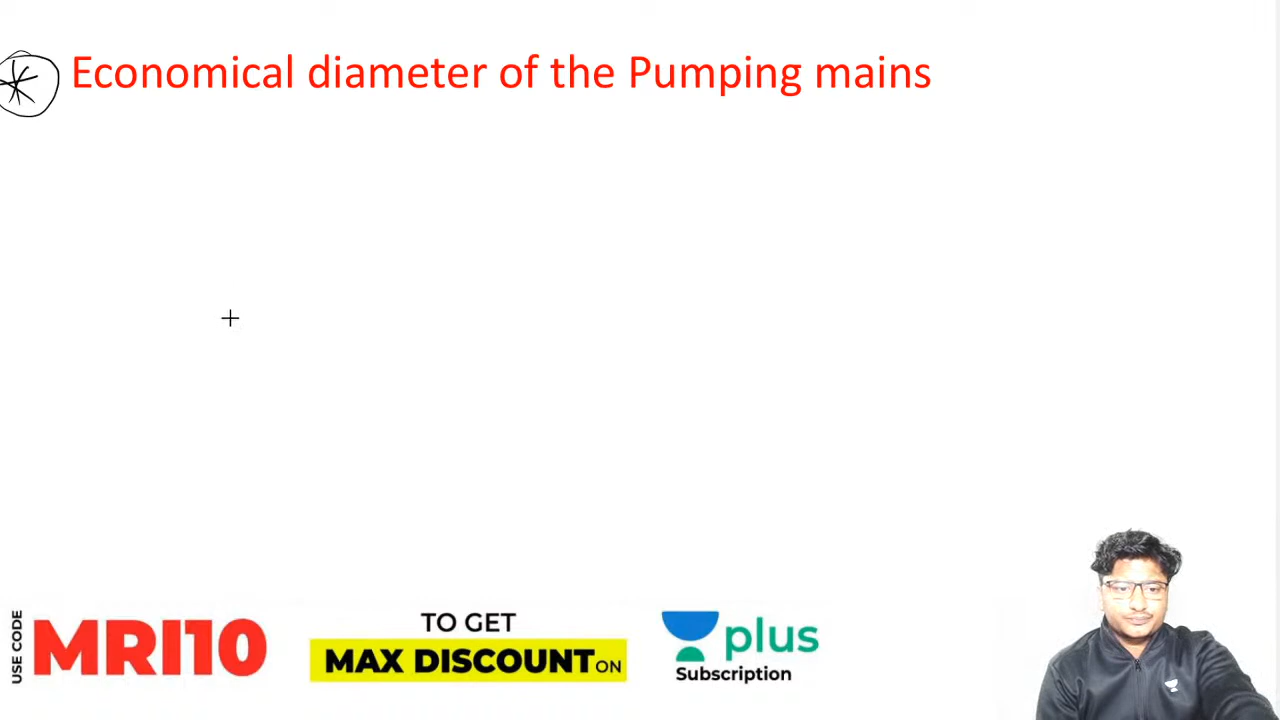 Economical diameter of the Pumping mains
USE CODE
MRI10
TO GET
MAX DISCOUNT ON
plus
Subscription